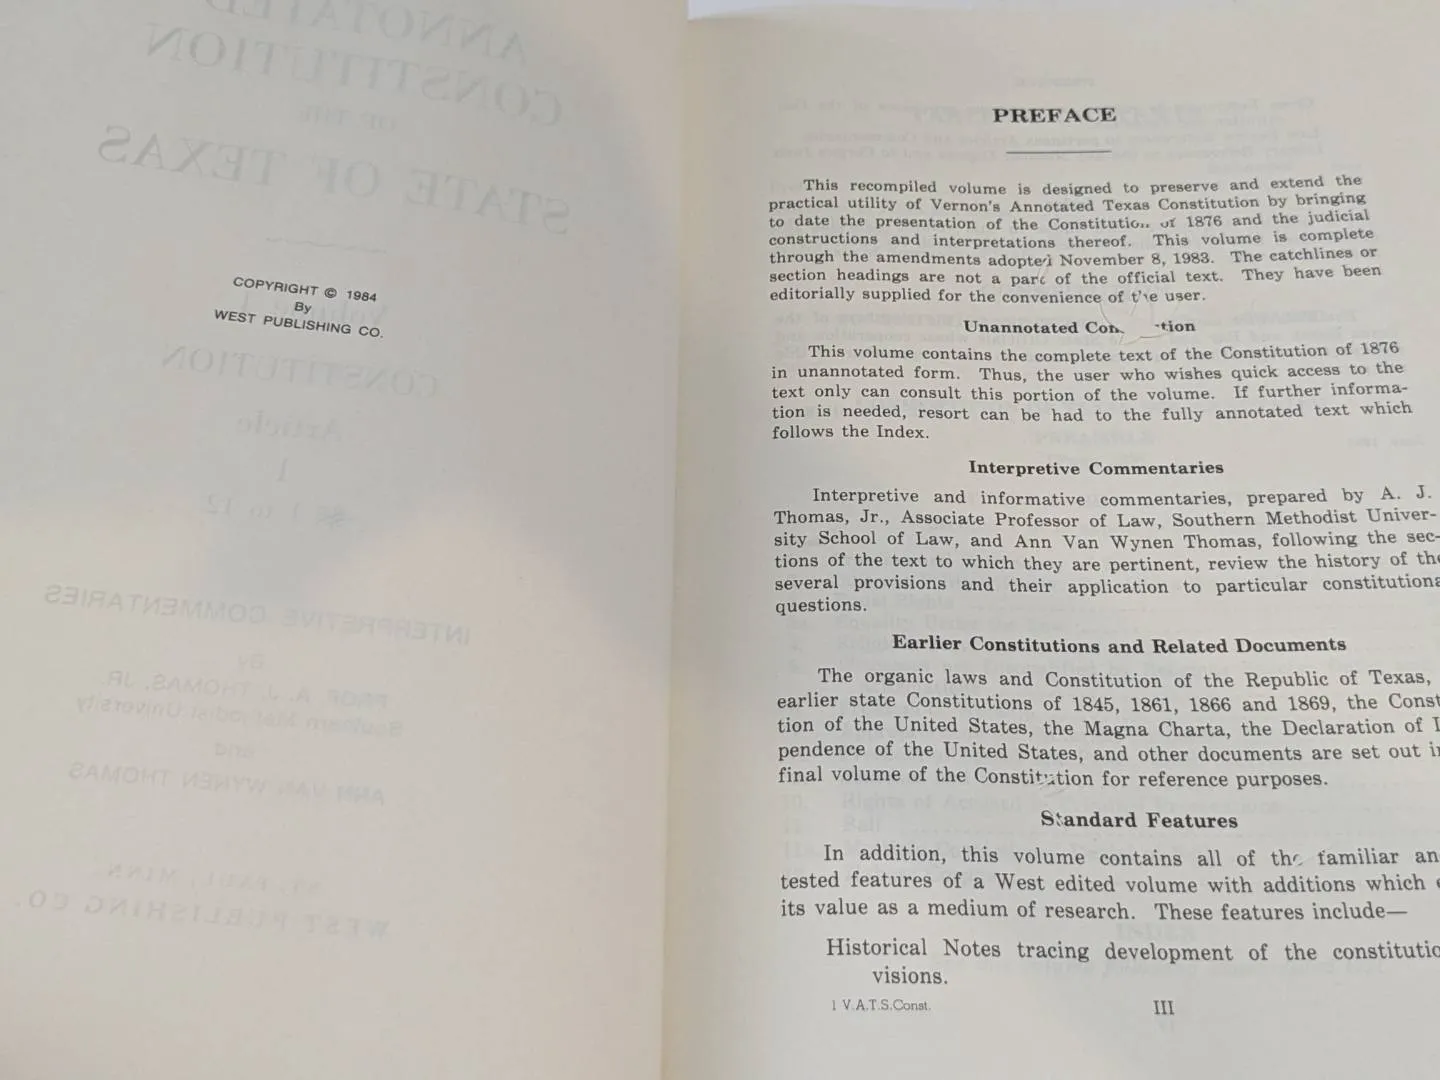 COPYRIGHT © 1984
By
WEST PUBLISHING CO.
PREFACE
This recompiled volume is designed to preserve and extend the
practical utility of Vernon's Annotated Texas Constitution by bringing
to date the presentation of the Constitution of 1876 and the judicial
constructions and interpretations thereof. This volume is complete
through the amendments adopted November 8, 1983. The catchlines or
section headings are not a part of the official text. They have been
editorially supplied for the convenience of the user.
Unannotated Con tion
This volume contains the complete text of the Constitution of 1876
in unannotated form. Thus, the user who wishes quick access to the
text only can consult this portion of the volume. If further informa-
tion is needed, resort can be had to the fully annotated text which
follows the Index.
Interpretive Commentaries
Interpretive and informative commentaries, prepared by A. J.
Thomas, Jr., Associate Professor of Law, Southern Methodist Univer-
sity School of Law, and Ann Van Wynen Thomas, following the sec-
tions of the text to which they are pertinent, review the history of the
several provisions and their application to particular constitutiona
questions.
Earlier Constitutions and Related Documents
The organic laws and Constitution of the Republic of Texas,
earlier state Constitutions of 1845, 1861, 1866 and 1869, the Const
tion of the United States, the Magna Charta, the Declaration of I
pendence of the United States, and other documents are set out i
final volume of the Constitution for reference purposes.
Standard Features
In addition, this volume contains all of the familiar an
tested features of a West edited volume with additions which
its value as a medium of research. These features include—
Historical Notes tracing development of the constitutio
visions.
1 V.A.T.S.Const.
III